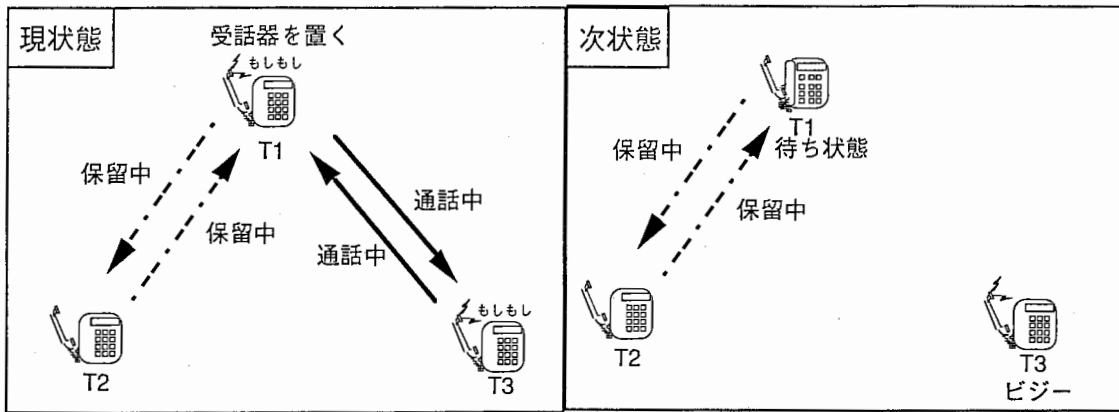 現状態
受話器を置く
もしもし
T1
保留中
保留中
通話中
通話中
もしもし
T2
T3
次状態
T1
待ち状態
保留中
保留中
T2
T3
ビジー